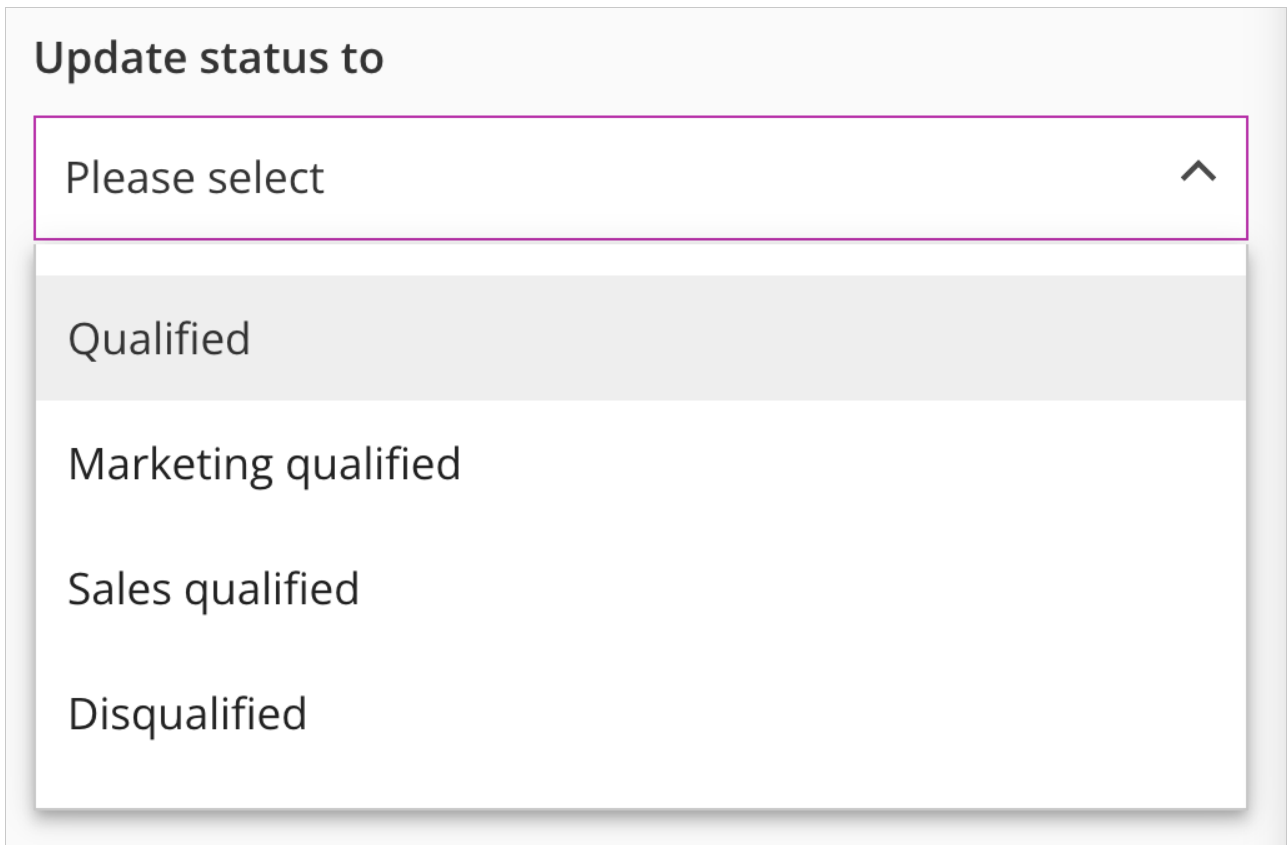 Update status to
Please select
Qualified
Marketing qualified
Sales qualified
Disqualified